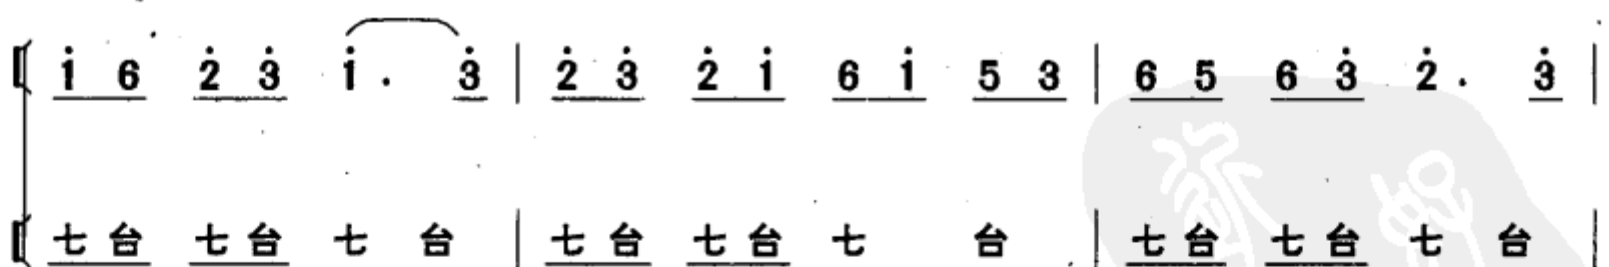 i̇ 6 2̇ 3̇ i̇ . 3̇ | 2̇ 3̇ 2̇ i̇ 6 i̇ 5 3 | 6 5 6 3̇ 2̇ . 3̇ |
七台 七台 七 台 | 七台 七台 七 台 | 七台 七台 七 台 |